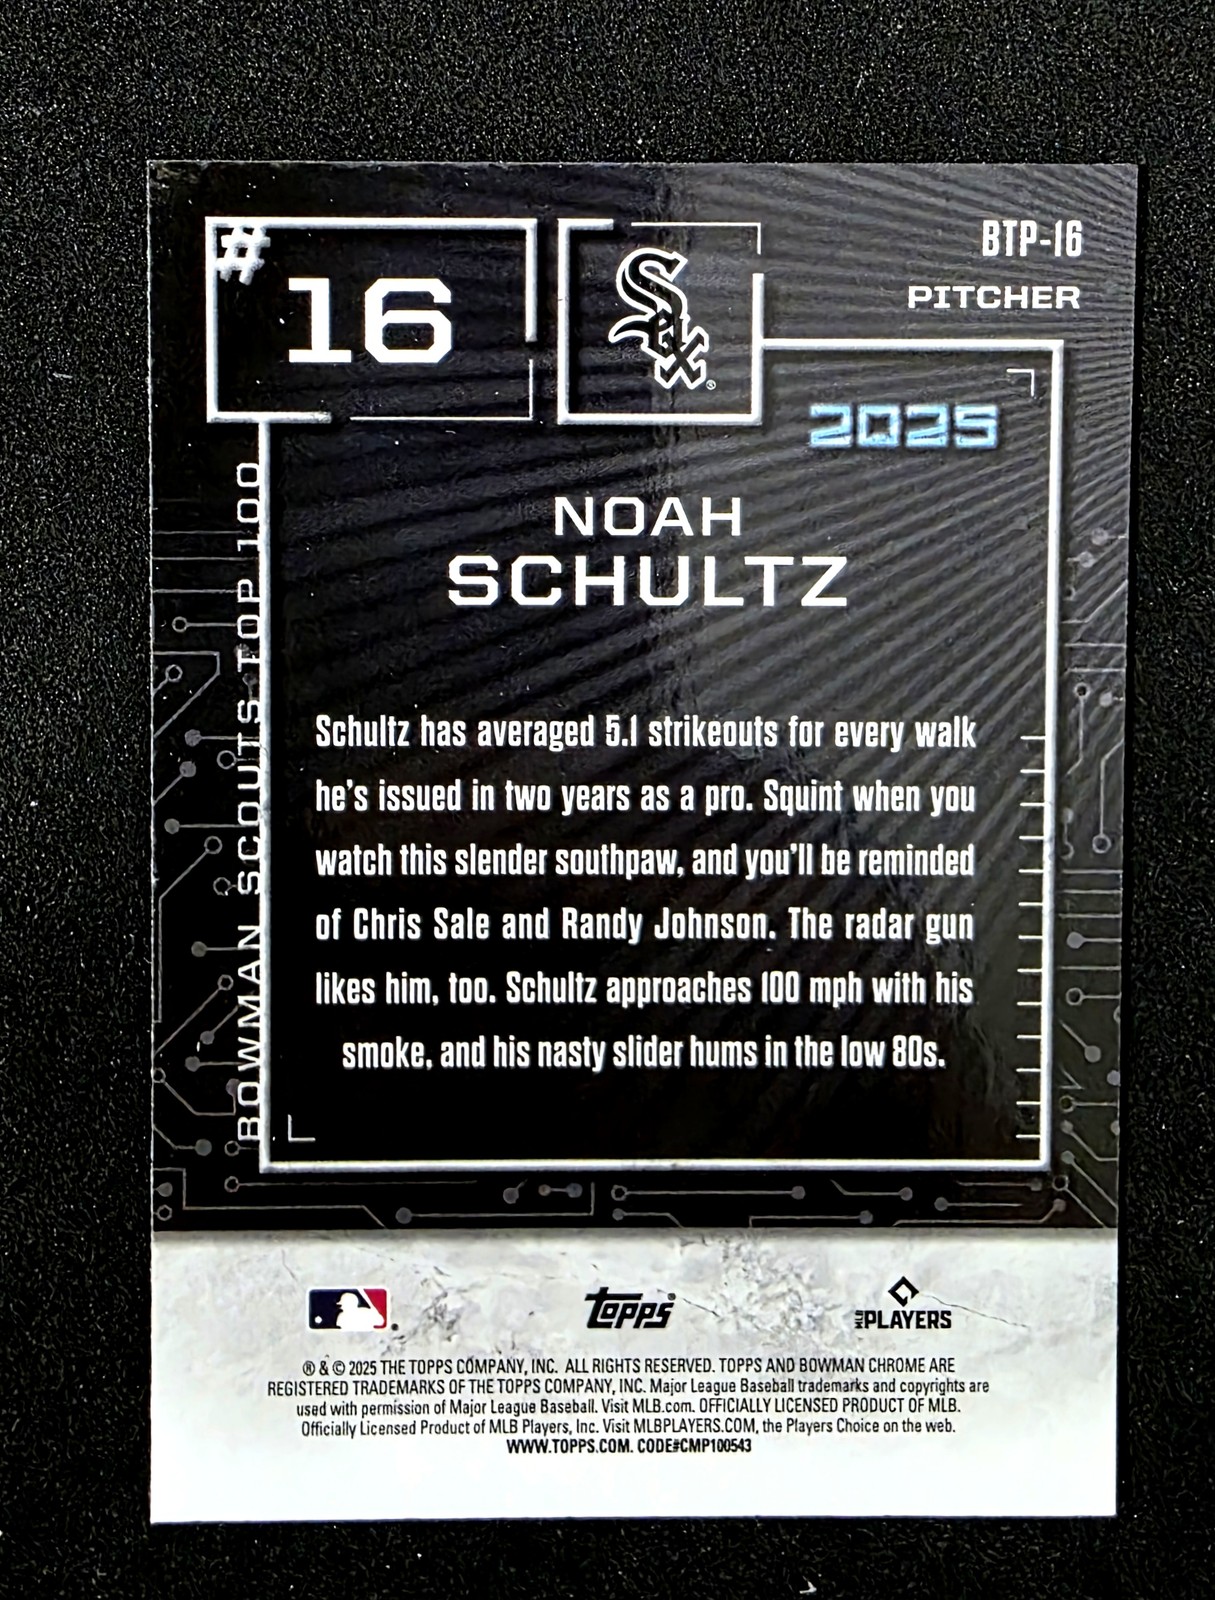 #
16
Sox
®
BTP-16
PITCHER
2025
NOAH
SCHULTZ
BOWMAN SCOUTS TOP 100
Schultz has averaged 5.1 strikeouts for every walk
he's issued in two years as a pro. Squint when you
watch this slender southpaw, and you'll be reminded
of Chris Sale and Randy Johnson. The radar gun
likes him, too. Schultz approaches 100 mph with his
smoke, and his nasty slider hums in the low 80s.
topps®
MLB PLAYERS
® & © 2025 THE TOPPS COMPANY, INC. ALL RIGHTS RESERVED. TOPPS AND BOWMAN CHROME ARE
REGISTERED TRADEMARKS OF THE TOPPS COMPANY, INC. Major League Baseball trademarks and copyrights are
used with permission of Major League Baseball. Visit MLB.com. OFFICIALLY LICENSED PRODUCT OF MLB.
Officially Licensed Product of MLB Players, Inc. Visit MLBPLAYERS.COM, the Players Choice on the web.
WWW.TOPPS.COM. CODE#CMP100543